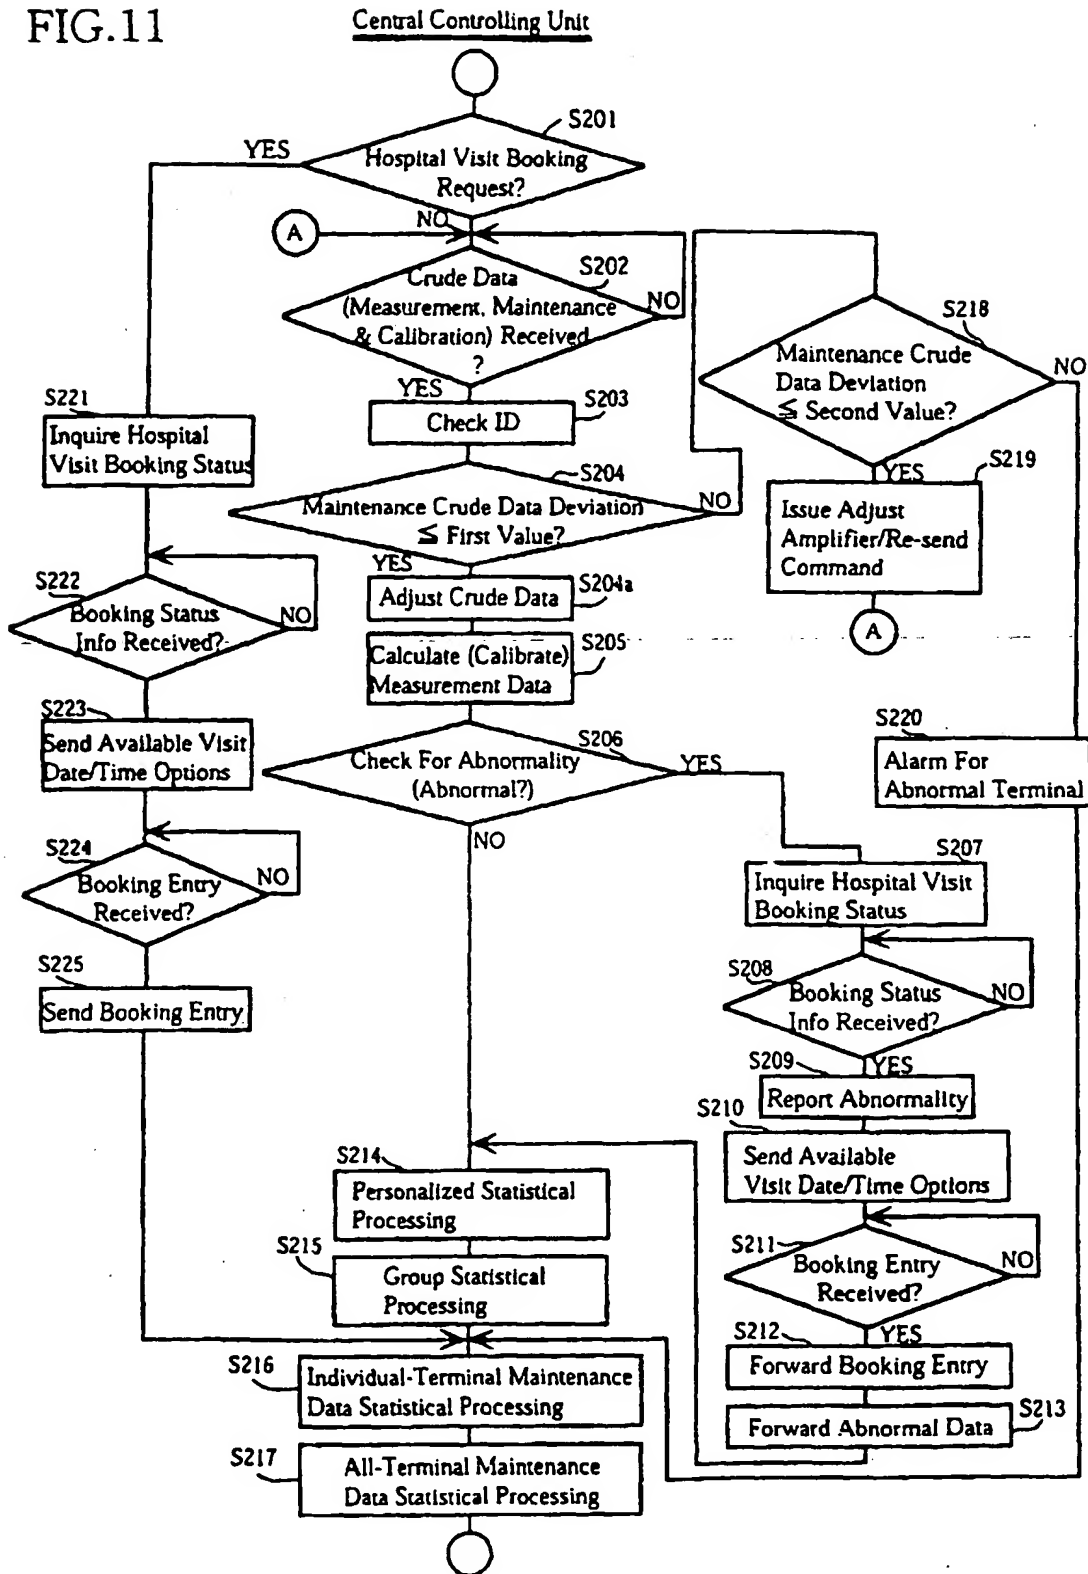 FIG.11
Central Controlling Unit
S201
YES
Hospital Visit Booking
Request?
NO
A
S202
Crude Data
(Measurement, Maintenance
& Calibration) Received
?
NO
YES
S203
Check ID
S204
Maintenance Crude Data Deviation
≦ First Value?
NO
YES
S204a
Adjust Crude Data
S205
Calculate (Calibrate)
Measurement Data
S206
Check For Abnormality
(Abnormal?)
YES
NO
S218
Maintenance Crude
Data Deviation
≦ Second Value?
NO
YES
S219
Issue Adjust
Amplifier/Re-send
Command
A
S220
Alarm For
Abnormal Terminal
S221
Inquire Hospital
Visit Booking Status
S222
Booking Status
Info Received?
NO
S223
Send Available Visit
Date/Time Options
S224
Booking Entry
Received?
NO
S225
Send Booking Entry
S207
Inquire Hospital Visit
Booking Status
S208
Booking Status
Info Received?
NO
YES
S209
Report Abnormality
S210
Send Available
Visit Date/Time Options
S211
Booking Entry
Received?
NO
YES
S212
Forward Booking Entry
S213
Forward Abnormal Data
S214
Personalized Statistical
Processing
S215
Group Statistical
Processing
S216
Individual-Terminal Maintenance
Data Statistical Processing
S217
All-Terminal Maintenance
Data Statistical Processing